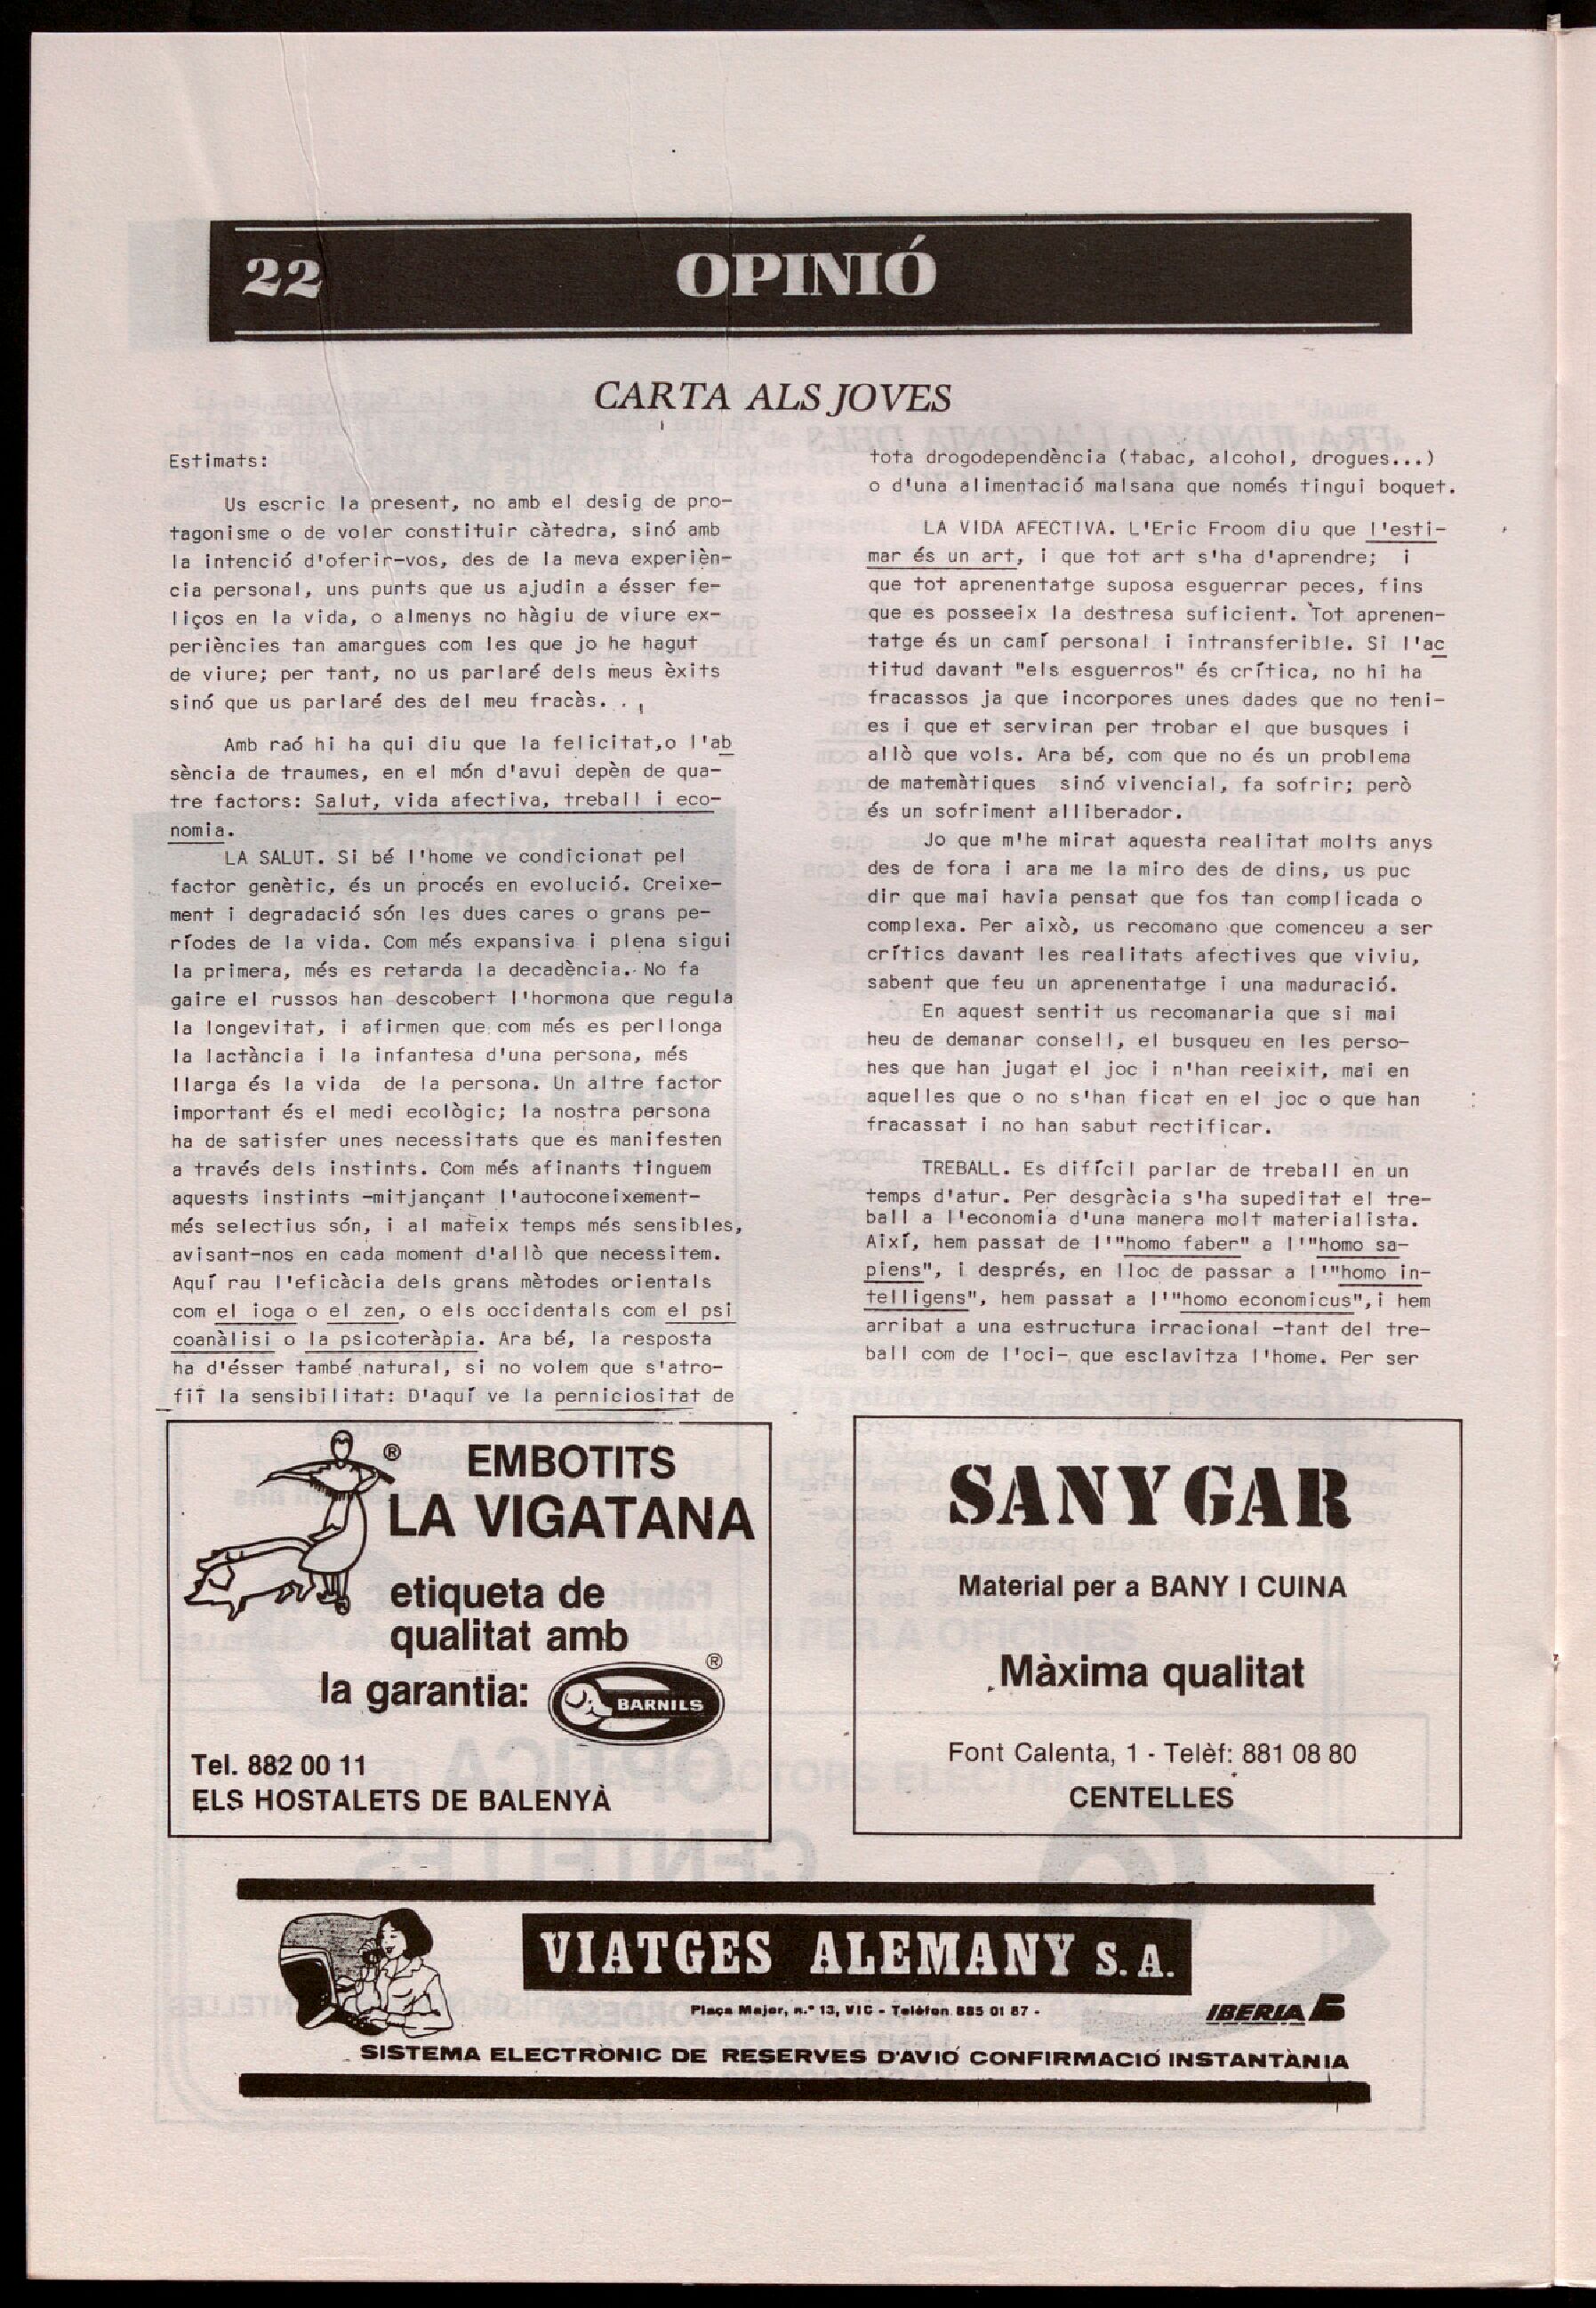 22
OPINIÓ
CARTA ALS JOVES
Estimats:
Us escric la present, no amb el desig de pro-
tagonisme o de voler constituir càtedra, sinó amb
la intenció d'oferir-vos, des de la meva experièn-
cia personal, uns punts que us ajudin a ésser fe-
liços en la vida, o almenys no hàgiu de viure ex-
periències tan amargues com les que jo he hagut
de viure; per tant, no us parlaré dels meus èxits
sinó que us parlaré des del meu fracàs. . ,
Amb raó hi ha qui diu que la felicitat,o l'ab
sència de traumes, en el món d'avui depèn de qua-
tre factors: Salut, vida afectiva, treball i eco-
nomia.
LA SALUT. Si bé l'home ve condicionat pel
factor genètic, és un procés en evolució. Creixe-
ment i degradació són les dues cares o grans pe-
ríodes de la vida. Com més expansiva i plena sigui
la primera, més es retarda la decadència. No fa
gaire el russos han descobert l'hormona que regula
la longevitat, i afirmen que com més es perllonga
la lactància i la infantesa d'una persona, més
llarga és la vida de la persona. Un altre factor
important és el medi ecològic; la nostra persona
ha de satisfer unes necessitats que es manifesten
a través dels instints. Com més afinants tinguem
aquests instints -mitjançant l'autoconeixement-
més selectius són, i al mateix temps més sensibles,
avisant-nos en cada moment d'allò que necessitem.
Aquí rau l'eficàcia dels grans mètodes orientals
com el ioga o el zen, o els occidentals com el psi
coanàlisi o la psicoteràpia. Ara bé, la resposta
ha d'ésser també natural, si no volem que s'atro-
fiï la sensibilitat: D'aquí ve la perniciositat de
tota drogodependència (tabac, alcohol, drogues...)
o d'una alimentació malsana que només tingui boquet.
LA VIDA AFECTIVA. L'Eric Froom diu que l'esti-
mar és un art, i que tot art s'ha d'aprendre; i
que tot aprenentatge suposa esguerrar peces, fins
que es posseeix la destresa suficient. Tot aprenen-
tatge és un camí personal i intransferible. Si l'ac
titud davant "els esguerros" és crítica, no hi ha
fracassos ja que incorpores unes dades que no teni-
es i que et serviran per trobar el que busques i
allò que vols. Ara bé, com que no és un problema
de matemàtiques sinó vivencial, fa sofrir; però
és un sofriment alliberador.
Jo que m'he mirat aquesta realitat molts anys
des de fora i ara me la miro des de dins, us puc
dir que mai havia pensat que fos tan complicada o
complexa. Per això, us recomano que comenceu a ser
crítics davant les realitats afectives que viviu,
sabent que feu un aprenentatge i una maduració.
En aquest sentit us recomanaria que si mai
heu de demanar consell, el busqueu en les perso-
hes que han jugat el joc i n'han reeixit, mai en
aquelles que o no s'han ficat en el joc o que han
fracassat i no han sabut rectificar.
TREBALL. Es difícil parlar de treball en un
temps d'atur. Per desgràcia s'ha supeditat el tre-
ball a l'economia d'una manera molt materialista.
Així, hem passat de l'"homo faber" a l'"homo sa-
piens", i després, en lloc de passar a l'"homo in-
telligens", hem passat a l'"homo economicus",i hem
arribat a una estructura irracional -tant del tre-
ball com de l'oci- que esclavitza l'home. Per ser
® EMBOTITS
LA VIGATANA
etiqueta de
qualitat amb
la garantia:
BARNILS ®
Tel. 882 00 11
ELS HOSTALETS DE BALENYÀ
SANYGAR
Material per a BANY I CUINA
Màxima qualitat
Font Calenta, 1 - Telèf: 881 08 80
CENTELLES
VIATGES ALEMANY S.A.
Plaça Major, n.º 13, VIC - Telèfon 885 01 87 -
IBERIA
SISTEMA ELECTRÒNIC DE RESERVES D'AVIÓ CONFIRMACIÓ INSTANTÀNIA